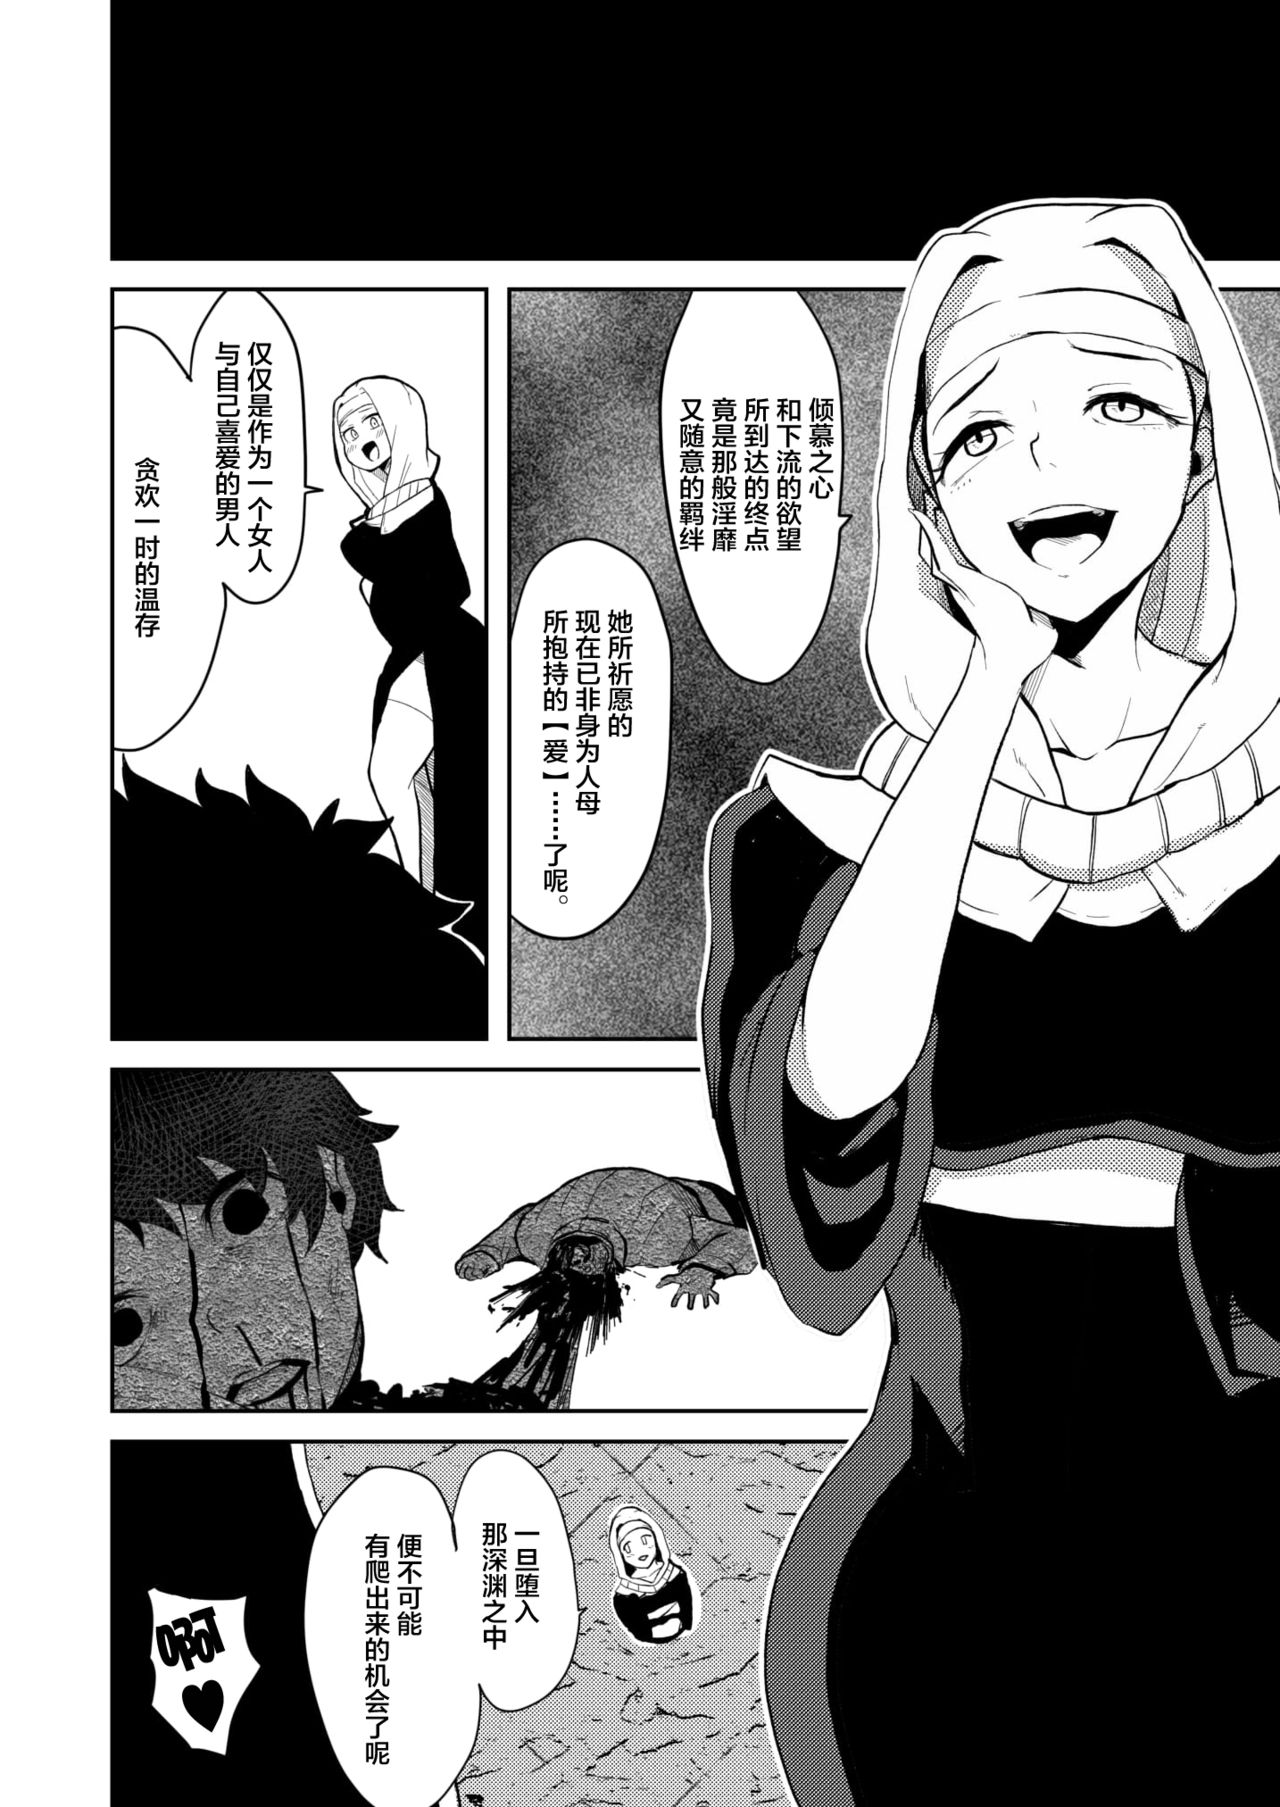 倾慕之心
和下流的欲望
所到达的终点
竟是那般淫靡
又随意的羁绊
她所祈愿的
现在已非身为人母
所抱持的【爱】……了呢。
仅仅是作为一个女人
与自己喜爱的男人
贪欢一时的温存
一旦堕入
那深渊之中
便不可能
有爬出来的机会了呢
啊♥